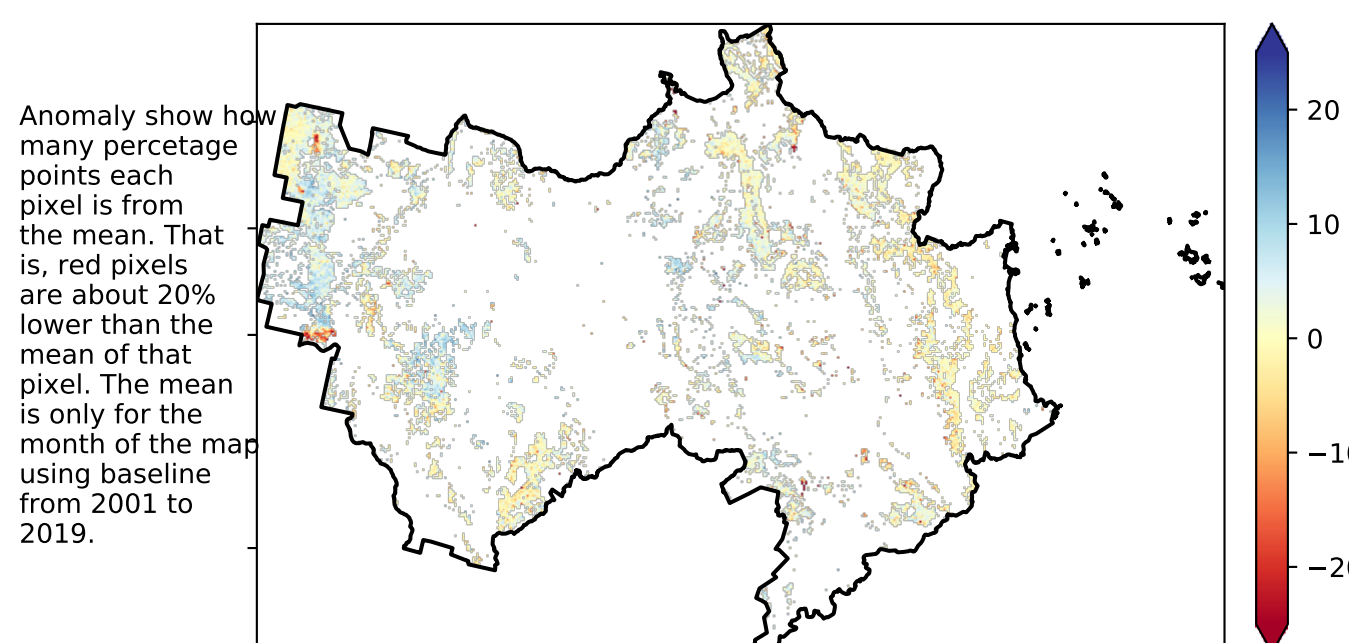 Anomaly show how
many percetage
points each
pixel is from
the mean. That
is, red pixels
are about 20%
lower than the
mean of that
pixel. The mean
is only for the
month of the map
using baseline
from 2001 to
2019.
20
10
0
−10
−20